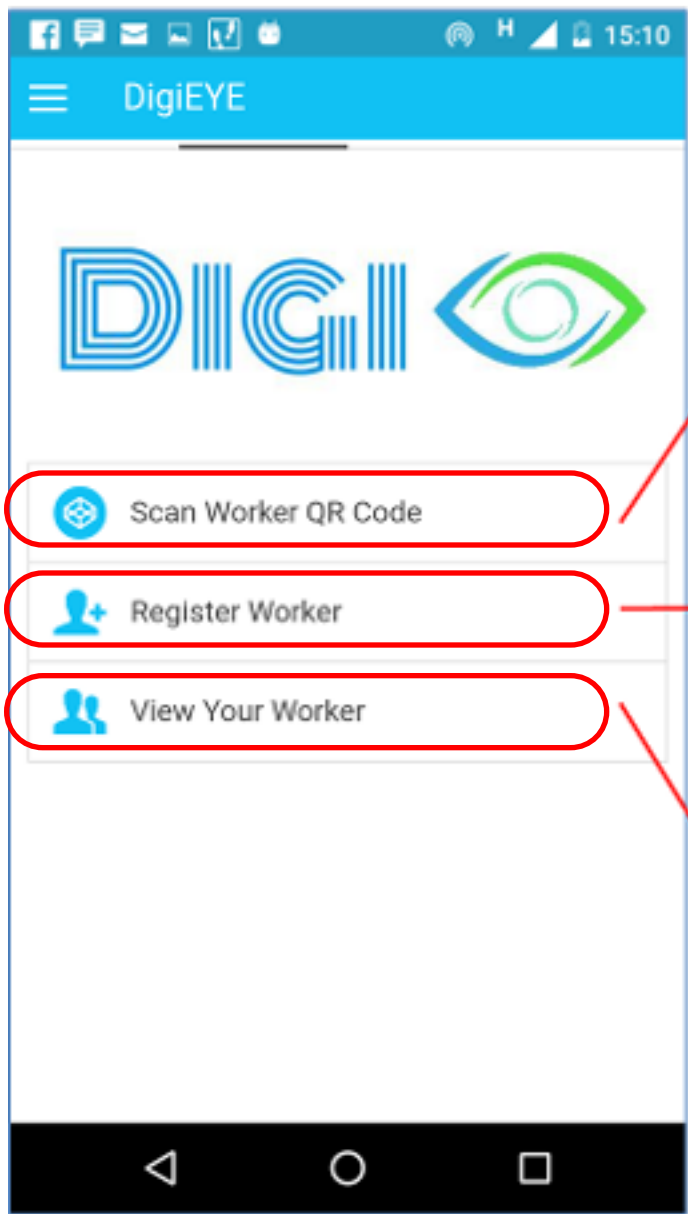 H 15:10
DigiEYE
DIGI
Scan Worker QR Code
Register Worker
View Your Worker